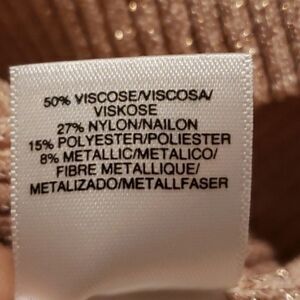 50% VISCOSE/VISCOSA/
VISKOSE
27% NYLON/NAILON
15% POLYESTER/POLIESTER
8% METALLIC/METALICO/
FIBRE METALLIQUE/
METALIZADO/METALLFASER